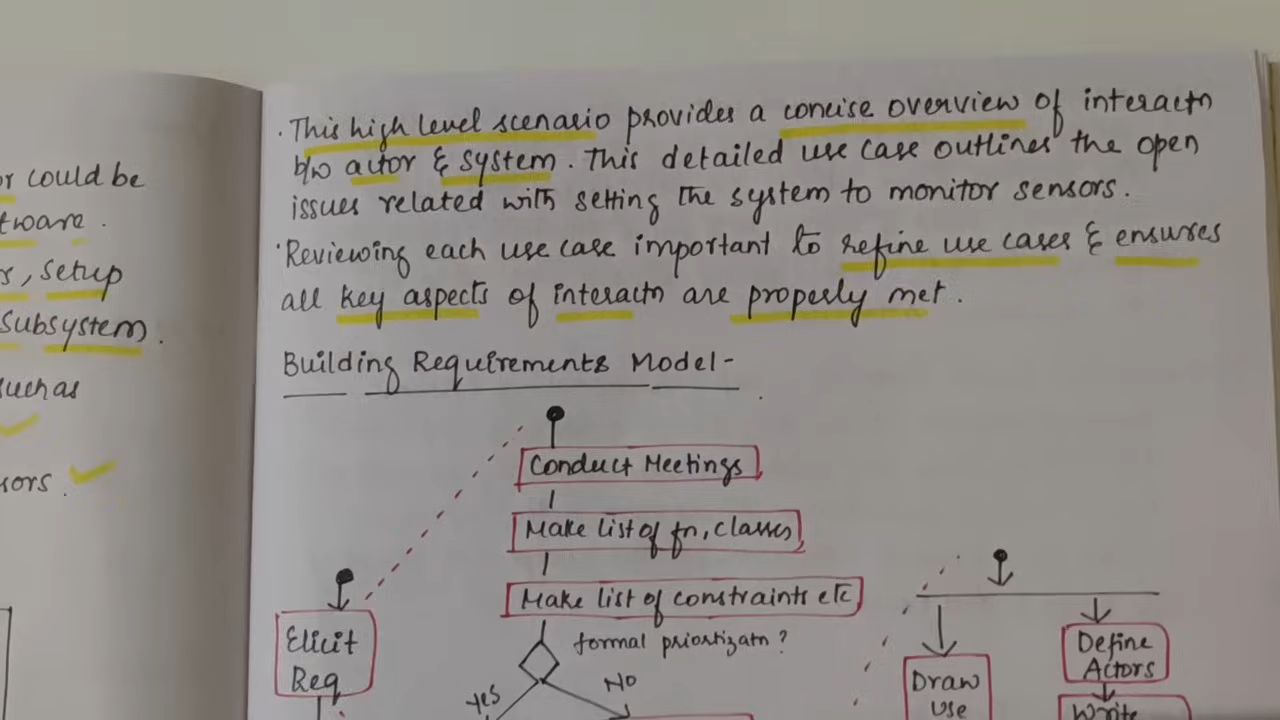 or could be
tware.
s, setup
Subsystem.
such as
sors.
· This high level scenario provides a concise overview of interactn
b/w actor & system. This detailed use case outlines the open
issues related with setting the system to monitor sensors.
· Reviewing each use case important to refine use cases & ensures
all key aspects of interactn are properly met.
Building Requirements Model-
Conduct Meetings
Make list of fn, classes
Make list of constraints etc
formal priortizatn?
Yes
NO
Elicit
Req
Draw
Use
Define
Actors
Write